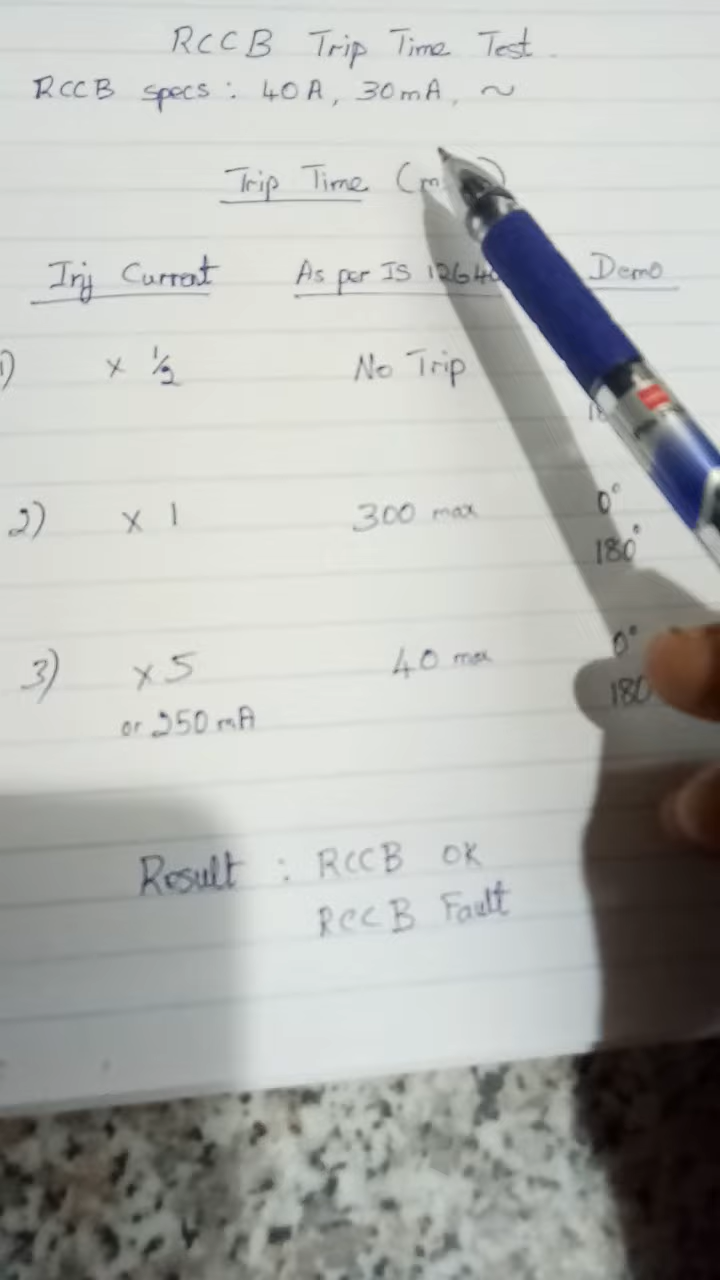 RCCB Trip Time Test
RCCB specs : 40A, 30mA, ~
Trip Time (m )
Inj Current As per IS 12640 Demo
1) x ½ No Trip
2) x 1 300 max 0°
180°
3) x 5 40 max 0°
or 250 mA 180
Result : RCCB OK
RCCB Fault